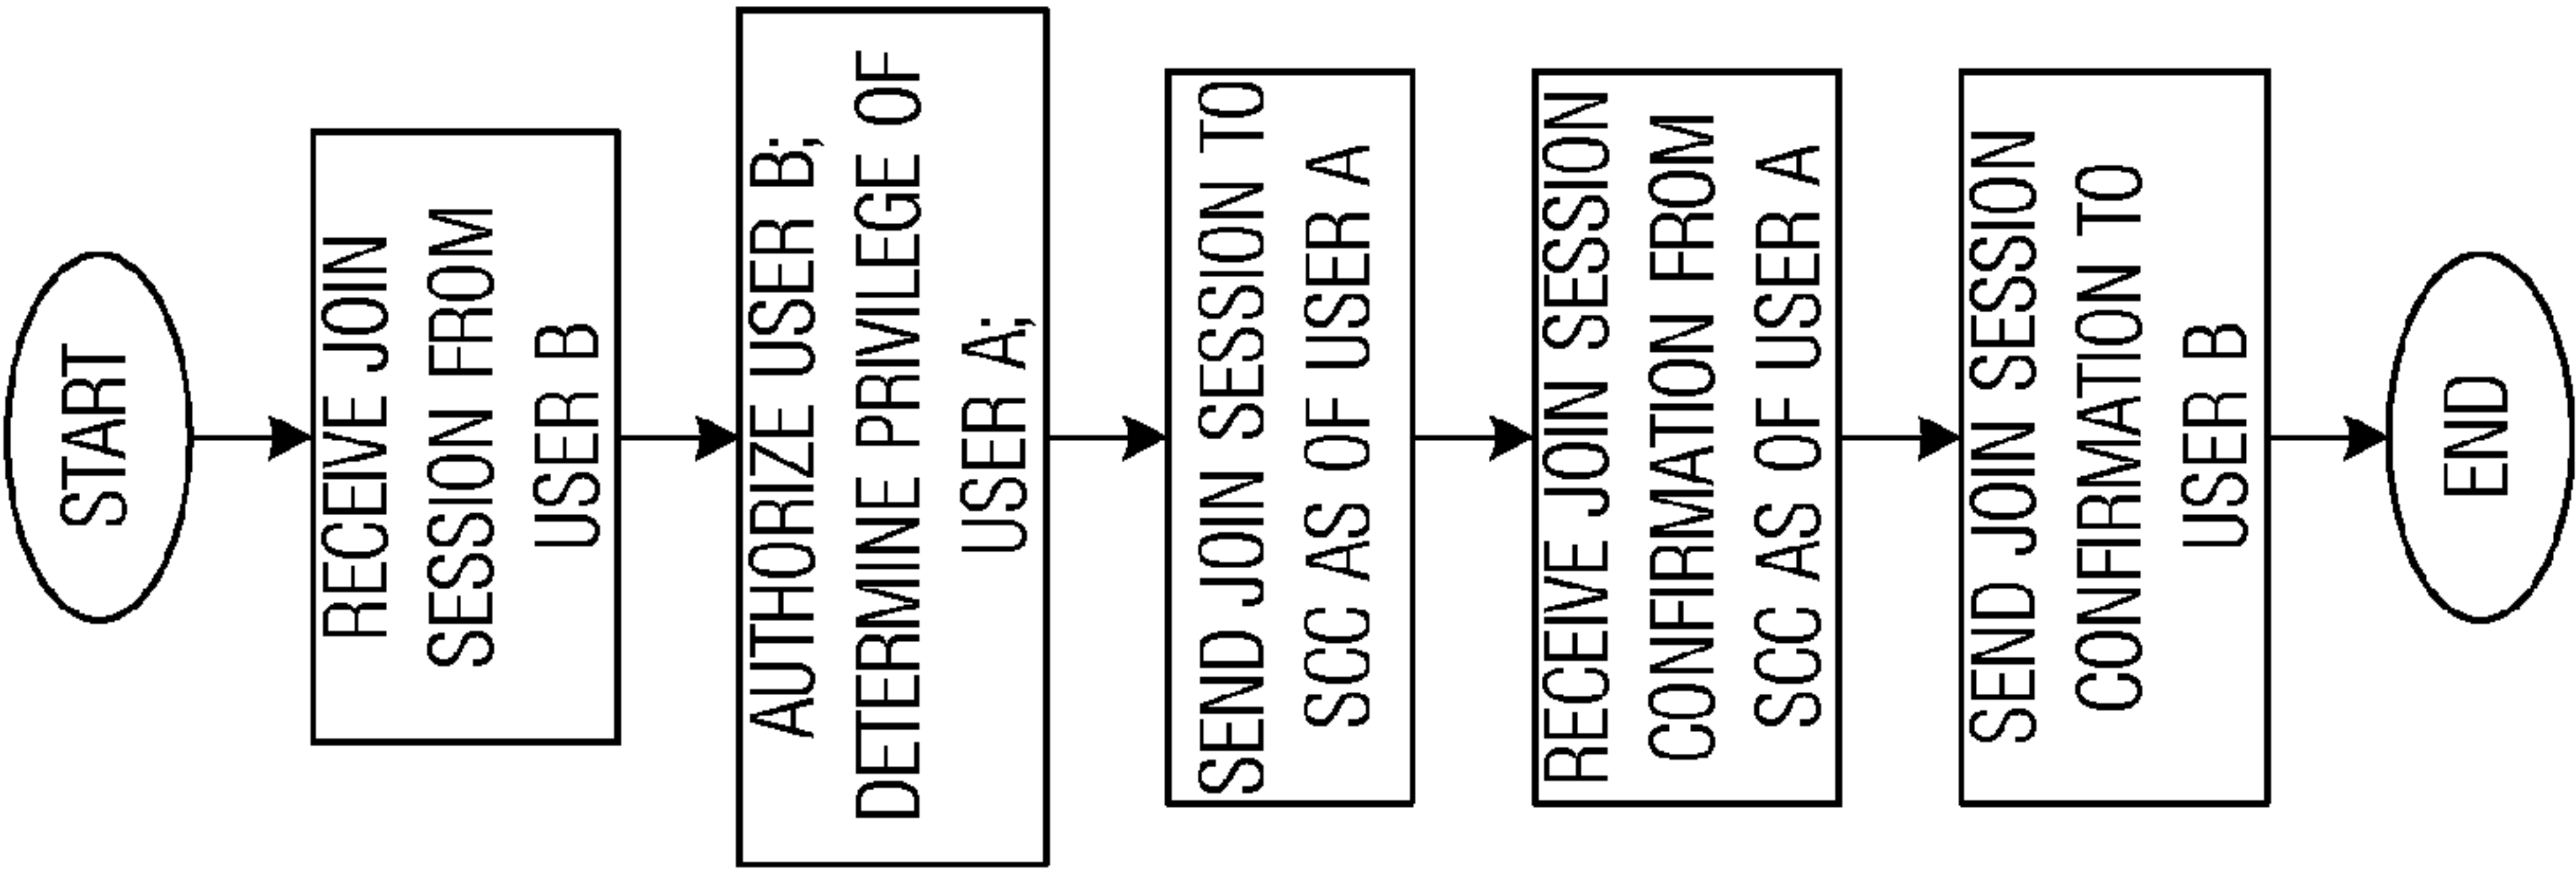 START
RECEIVE JOIN
SESSION FROM
USER B
AUTHORIZE USER B;
DETERMINE PRIVILEGE OF
USER A;
SEND JOIN SESSION TO
SCC AS OF USER A
RECEIVE JOIN SESSION
CONFIRMATION FROM
SCC AS OF USER A
SEND JOIN SESSION
CONFIRMATION TO
USER B
END